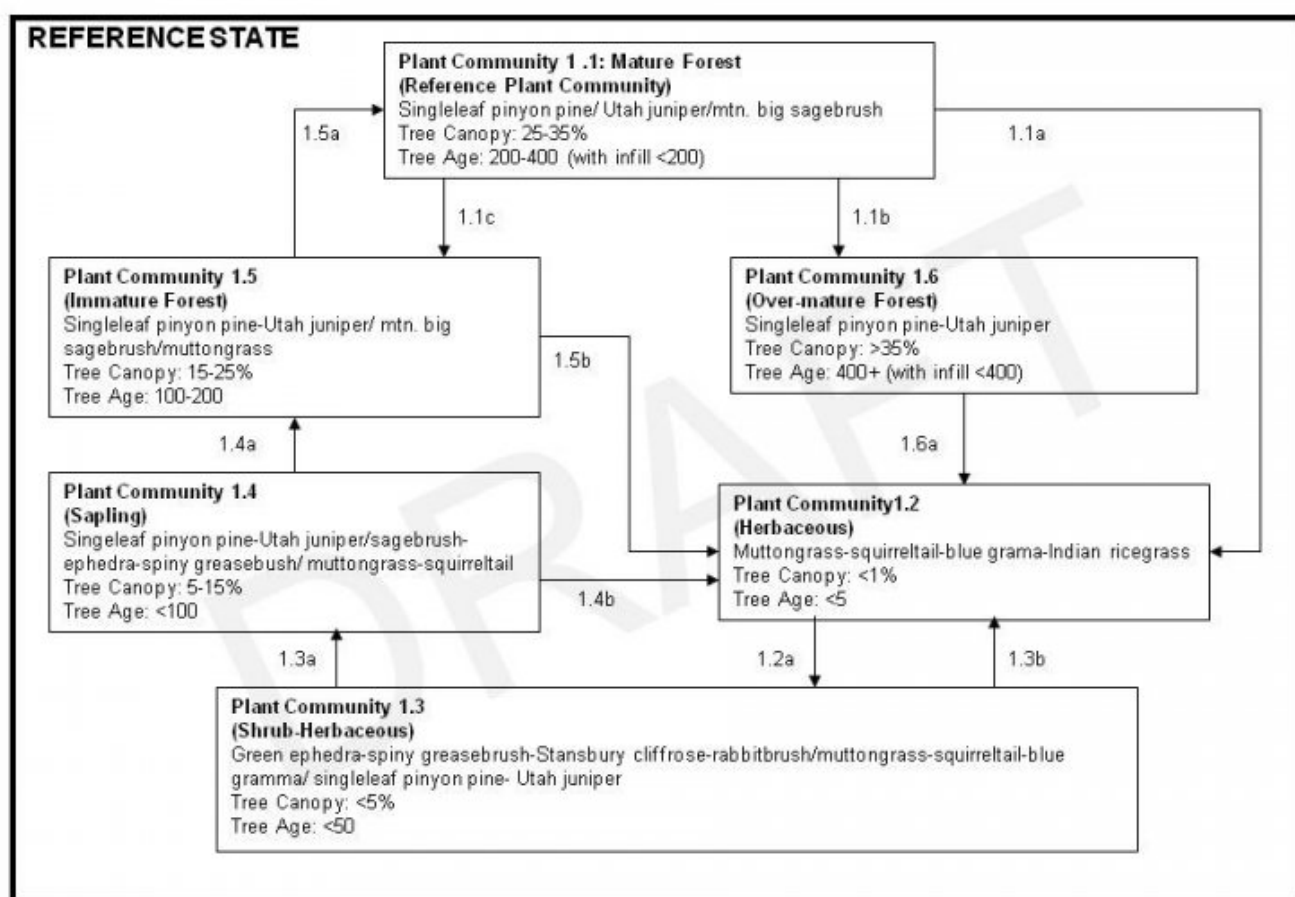 REFERENCE STATE
Plant Community 1 .1: Mature Forest
(Reference Plant Community)
Singleleaf pinyon pine/ Utah juniper/mtn. big sagebrush
Tree Canopy: 25-35%
Tree Age: 200-400 (with infill <200)
1.5a
1.1a
1.1c
1.1b
Plant Community 1.5
(Immature Forest)
Singleleaf pinyon pine-Utah juniper/ mtn. big
sagebrush/muttongrass
Tree Canopy: 15-25%
Tree Age: 100-200
1.5b
Plant Community 1.6
(Over-mature Forest)
Singleleaf pinyon pine-Utah juniper
Tree Canopy: >35%
Tree Age: 400+ (with infill <400)
1.4a
1.6a
Plant Community 1.4
(Sapling)
Singeleaf pinyon pine-Utah juniper/sagebrush-
ephedra-spiny greasebush/ muttongrass-squirreltail
Tree Canopy: 5-15%
Tree Age: <100
1.4b
Plant Community1.2
(Herbaceous)
Muttongrass-squirreltail-blue grama-Indian ricegrass
Tree Canopy: <1%
Tree Age: <5
1.3a
1.2a
1.3b
Plant Community 1.3
(Shrub-Herbaceous)
Green ephedra-spiny greasebrush-Stansbury cliffrose-rabbitbrush/muttongrass-squirreltail-blue
gramma/ singleleaf pinyon pine- Utah juniper
Tree Canopy: <5%
Tree Age: <50
DRAFT